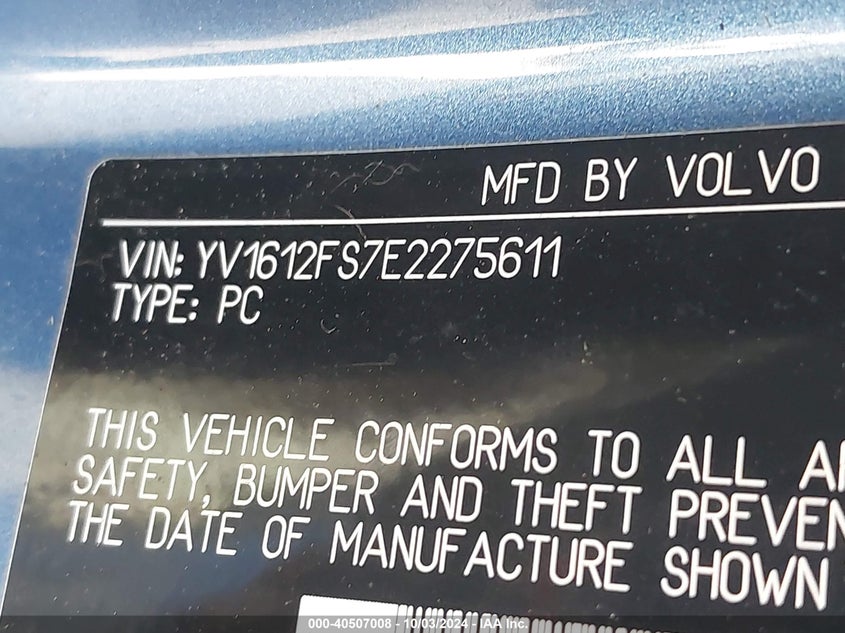 MFD BY VOLVO
VIN: YV1612FS7E2275611
TYPE: PC
THIS VEHICLE CONFORMS TO ALL
SAFETY, BUMPER AND THEFT PREVEN
THE DATE OF MANUFACTURE SHOWN
000-40507008 - 10/03/2024 - IAA Inc.